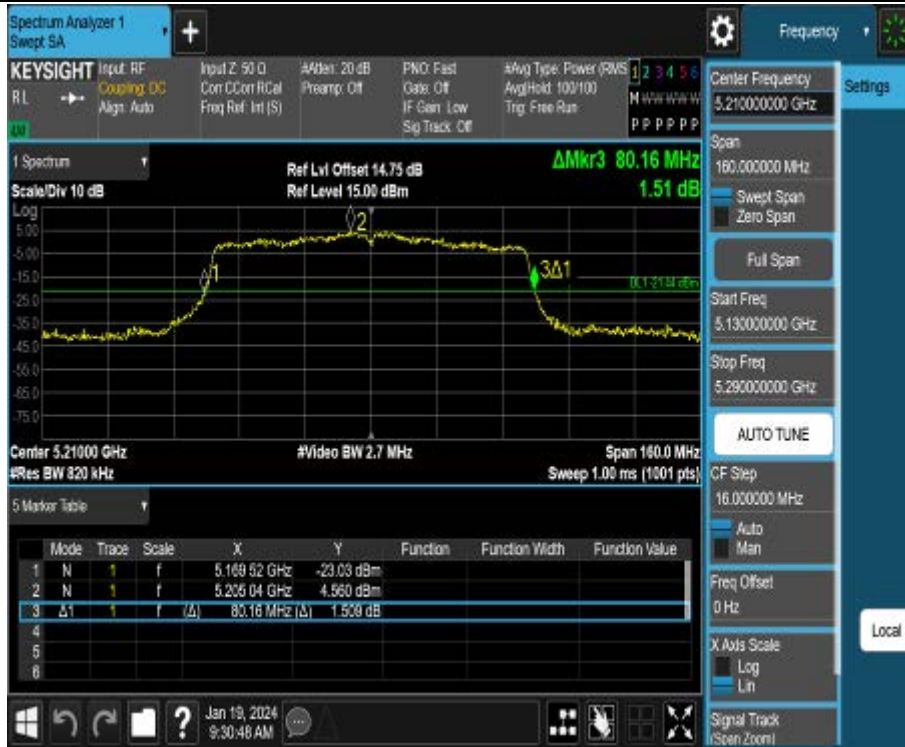 Spectrum Analyzer 1
Swept SA
+
Frequency
KEYSIGHT
RL
Input: RF
Coupling: DC
Align: Auto
Input Z: 50 Ω
Corr CCorr RCal
Freq Ref: Int (S)
#Atten: 20 dB
Preamp: Off
PNO: Fast
Gate: Off
IF Gain: Low
Sig Track: Off
#Avg Type: Power (RMS
Avg|Hold: 100/100
Trig: Free Run
1 2 3 4 5 6
M W W W W W
P P P P P P
1 Spectrum
Scale/Div 10 dB
Ref Lvl Offset 14.75 dB
Ref Level 15.00 dBm
ΔMkr3 80.16 MHz
1.51 dB
Log
5.00
-5.00
-15.0
-25.0
-35.0
-45.0
-55.0
-65.0
-75.0
1
2
3Δ1
DL1 -21.44 dBm
Center 5.21000 GHz
#Res BW 820 kHz
#Video BW 2.7 MHz
Span 160.0 MHz
Sweep 1.00 ms (1001 pts)
5 Marker Table
Mode Trace Scale X Y Function Function Width Function Value
1 N 1 f 5.169 52 GHz -23.03 dBm
2 N 1 f 5.205 04 GHz 4.560 dBm
3 Δ1 1 f (Δ) 80.16 MHz (Δ) 1.509 dB
4
5
6
Jan 19, 2024
9:30:48 AM
?
Center Frequency
5.210000000 GHz
Settings
Span
160.000000 MHz
Swept Span
Zero Span
Full Span
Start Freq
5.130000000 GHz
Stop Freq
5.290000000 GHz
AUTO TUNE
CF Step
16.000000 MHz
Auto
Man
Freq Offset
0 Hz
X Axis Scale
Log
Lin
Local
Signal Track
(Span Zoom)